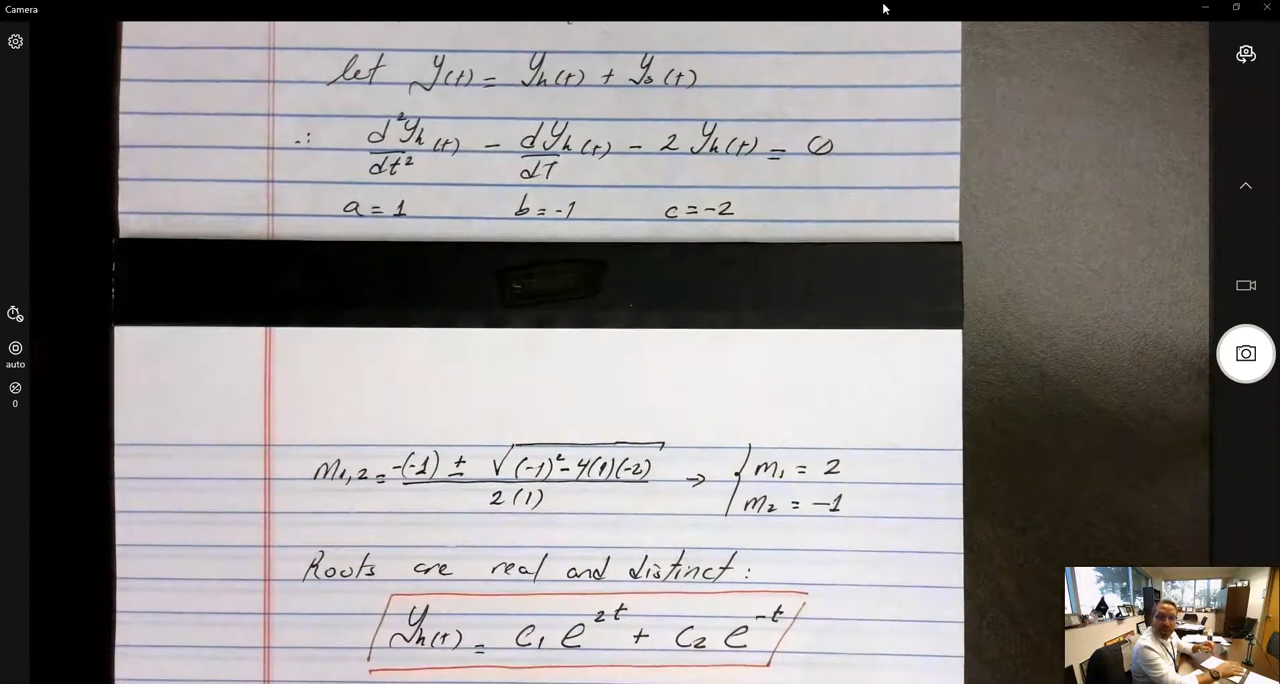 Camera
let y(t) = yh(t) + ys(t)
∴ d²yh(t)/dt² - dyh(t)/dT - 2 yh(t) = 0
a = 1 b = -1 c = -2
auto
0
m1,2 = -(-1) ± √(-1)² - 4(1)(-2) / 2(1) → { m1 = 2
m2 = -1
Roots are real and distinct :
yh(t) = c1 e^2t + c2 e^-t